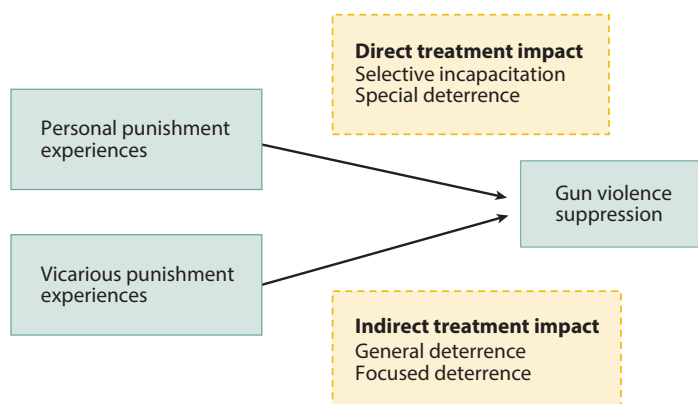 Direct treatment impact
Selective incapacitation
Special deterrence
Personal punishment
experiences
Gun violence
suppression
Vicarious punishment
experiences
Indirect treatment impact
General deterrence
Focused deterrence